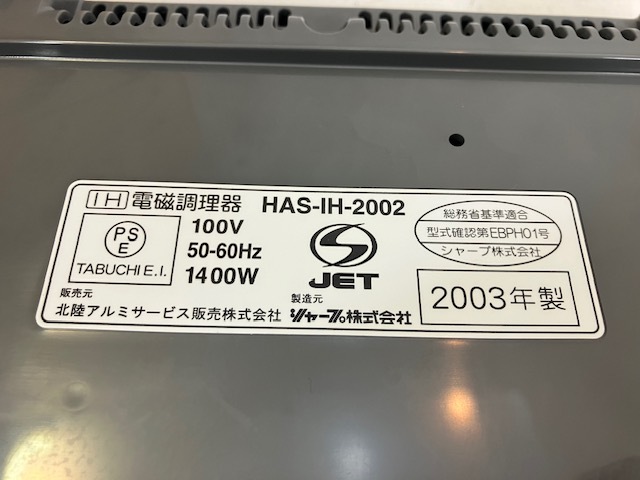 IH 電磁調理器 HAS-IH-2002
PS
E
TABUCHI E.I.
100V
50-60Hz
1400W
S
JET
総務省基準適合
型式確認第EBPH01号
シャープ株式会社
2003年製
販売元
北陸アルミサービス販売株式会社
製造元
シャープ株式会社